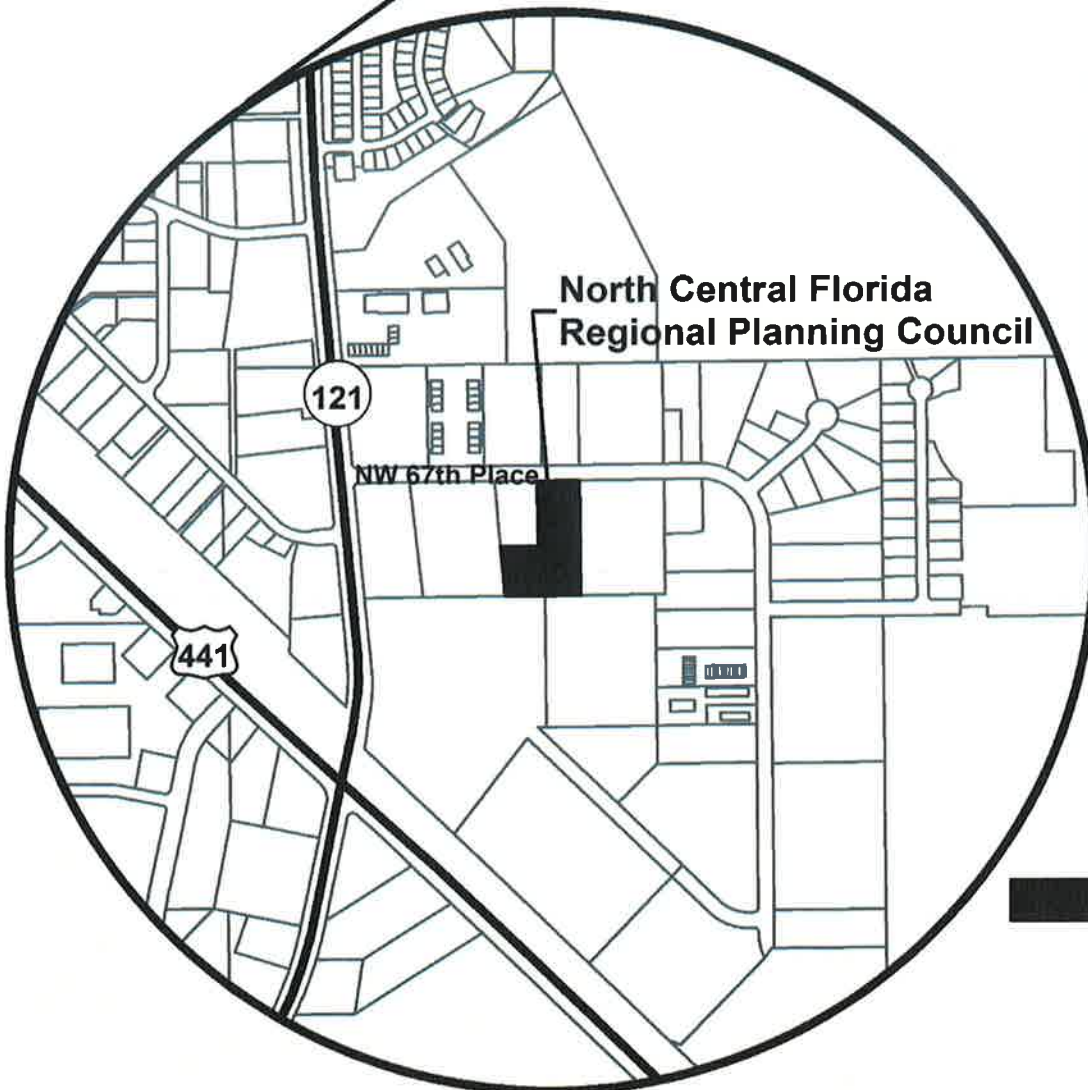 North Central Florida
Regional Planning Council
121
NW 67th Place
441